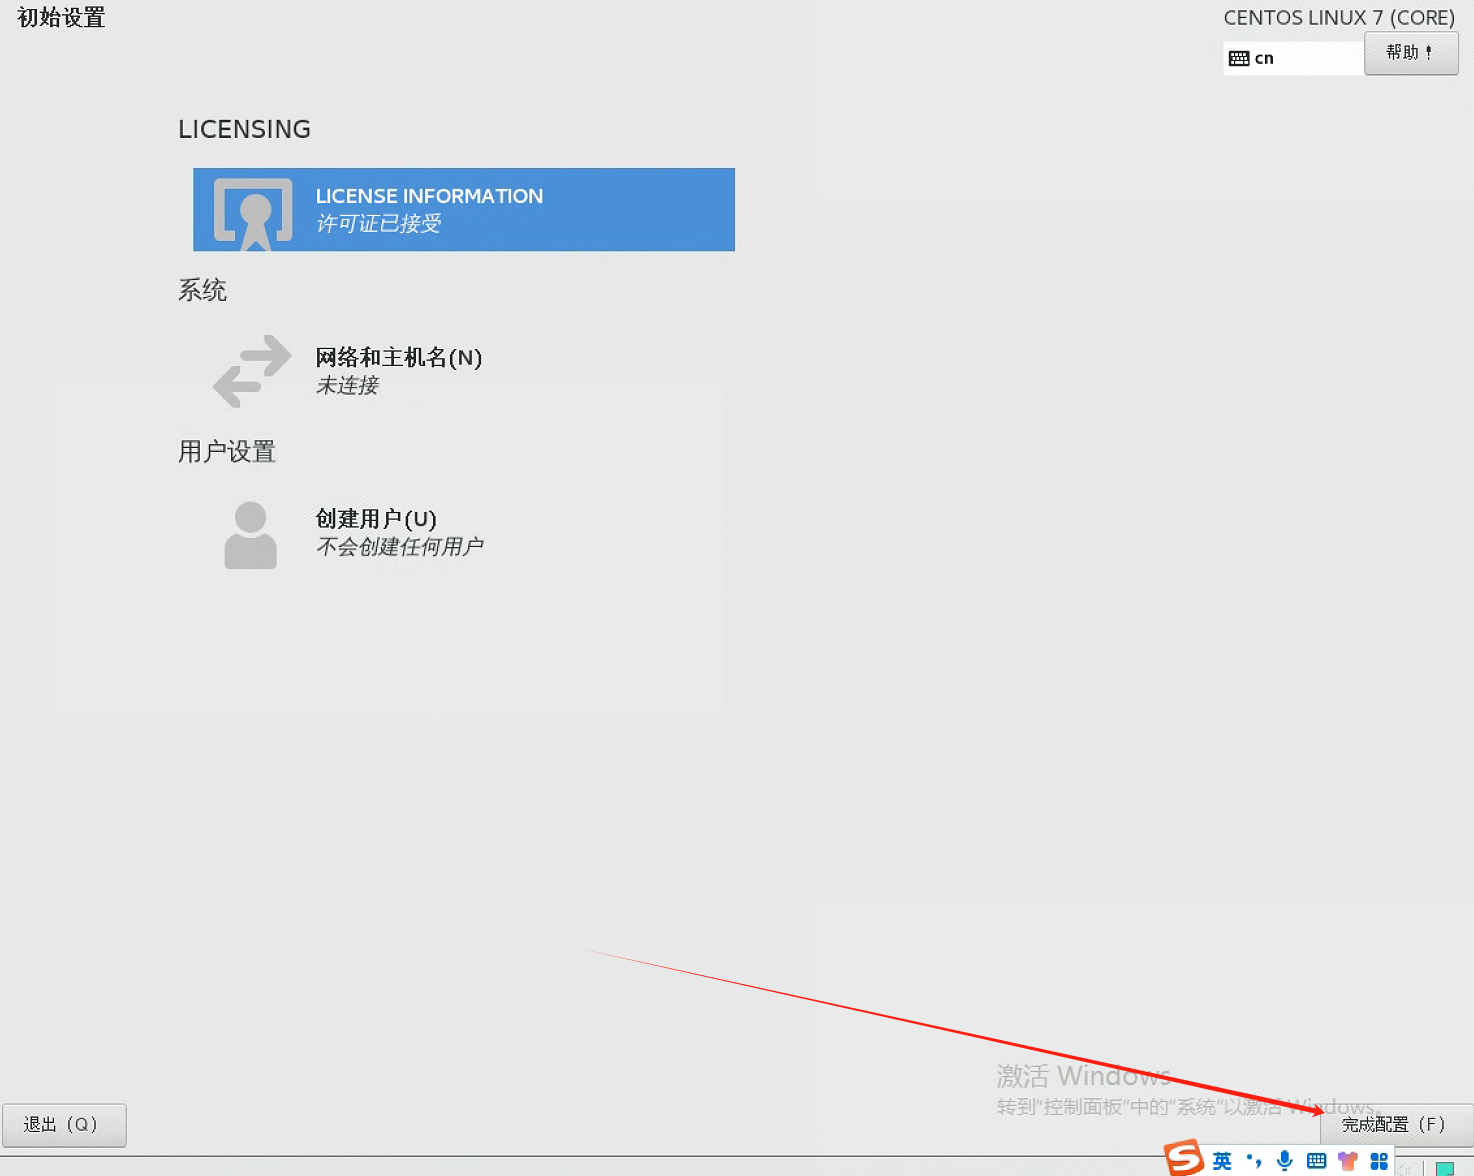 初始设置
CENTOS LINUX 7 (CORE)
cn
帮助！
LICENSING
LICENSE INFORMATION
许可证已接受
系统
网络和主机名(N)
未连接
用户设置
创建用户(U)
不会创建任何用户
激活 Windows
转到"控制面板"中的"系统"以激活 Windows。
退出（Q）
完成配置（F）
S 英